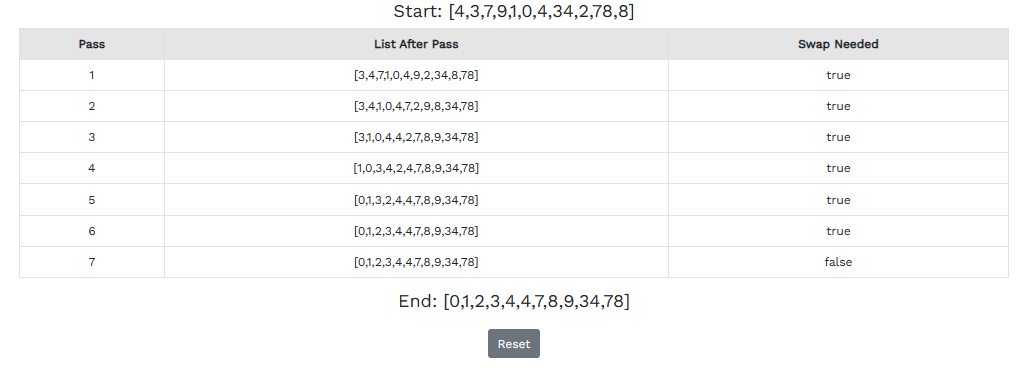 Start: [4,3,7,9,1,0,4,34,2,78,8]
Pass List After Pass Swap Needed
1 [3,4,7,1,0,4,9,2,34,8,78] true
2 [3,4,1,0,4,7,2,9,8,34,78] true
3 [3,1,0,4,4,2,7,8,9,34,78] true
4 [1,0,3,4,2,4,7,8,9,34,78] true
5 [0,1,3,2,4,4,7,8,9,34,78] true
6 [0,1,2,3,4,4,7,8,9,34,78] true
7 [0,1,2,3,4,4,7,8,9,34,78] false
End: [0,1,2,3,4,4,7,8,9,34,78]
Reset